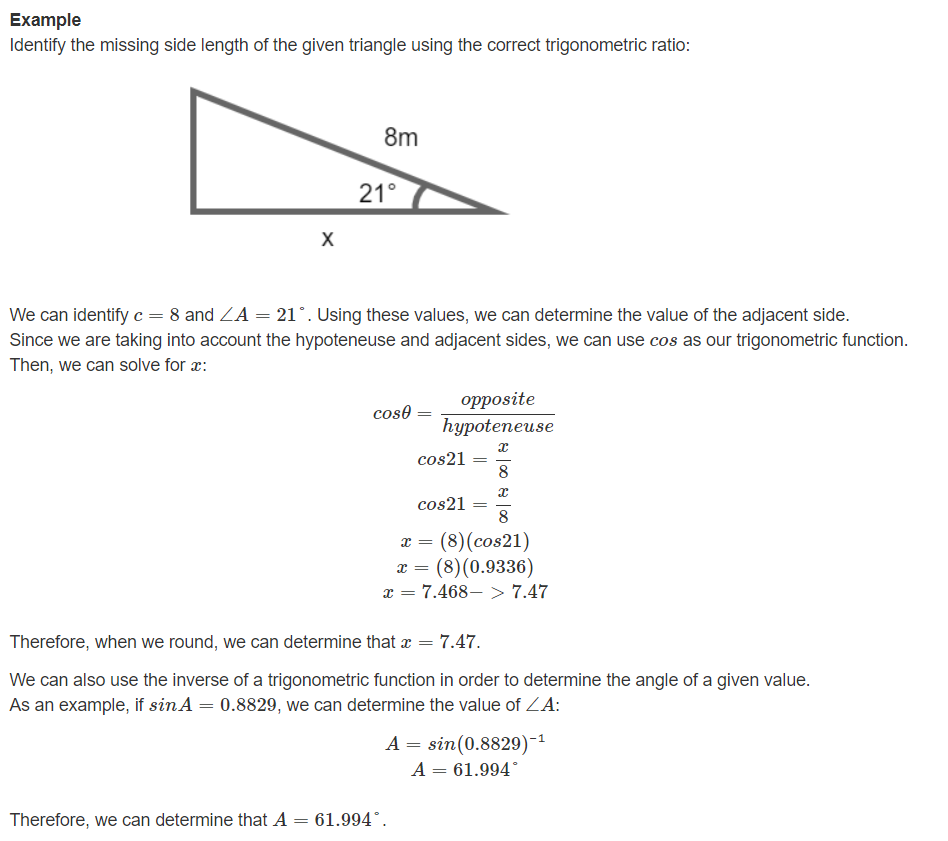 Example
Identify the missing side length of the given triangle using the correct trigonometric ratio:
8m
21°
x
We can identify c = 8 and ∠A = 21°. Using these values, we can determine the value of the adjacent side.
Since we are taking into account the hypoteneuse and adjacent sides, we can use cos as our trigonometric function.
Then, we can solve for x:
cosθ = opposite/hypoteneuse
cos21 = x/8
cos21 = x/8
x = (8)(cos21)
x = (8)(0.9336)
x = 7.468− > 7.47
Therefore, when we round, we can determine that x = 7.47.
We can also use the inverse of a trigonometric function in order to determine the angle of a given value.
As an example, if sinA = 0.8829, we can determine the value of ∠A:
A = sin(0.8829)⁻¹
A = 61.994°
Therefore, we can determine that A = 61.994°.